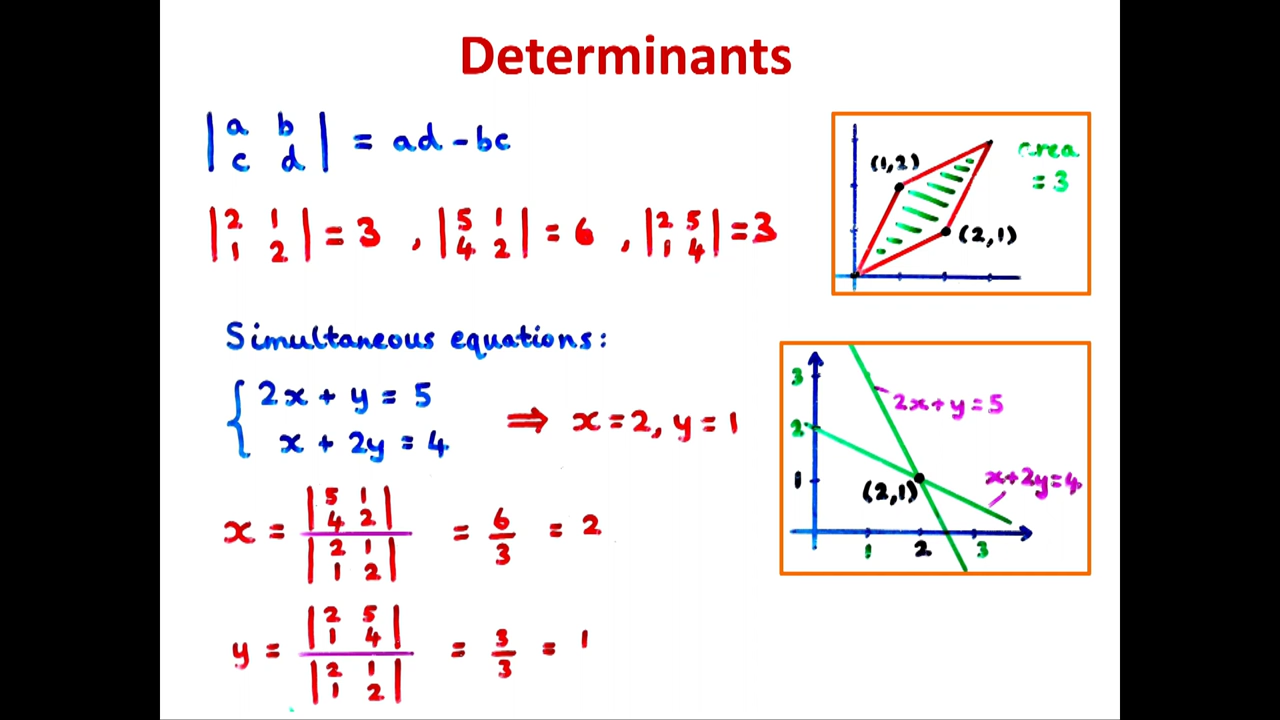 Determinants
| a b |
| c d | = ad - bc
| 2 1 |
| 1 2 | = 3 , | 5 1 |
| 4 2 | = 6 , | 2 5 |
| 1 4 | = 3
(1,2)
area
= 3
(2,1)
Simultaneous equations:
{ 2x + y = 5
x + 2y = 4
⇒ x = 2, y = 1
x = | 5 1 |
| 4 2 |
| 2 1 |
| 1 2 |
= 6/3 = 2
y = | 2 5 |
| 1 4 |
| 2 1 |
| 1 2 |
= 3/3 = 1
3
2x+y=5
2
1
(2,1)
x+2y=4
1 2 3